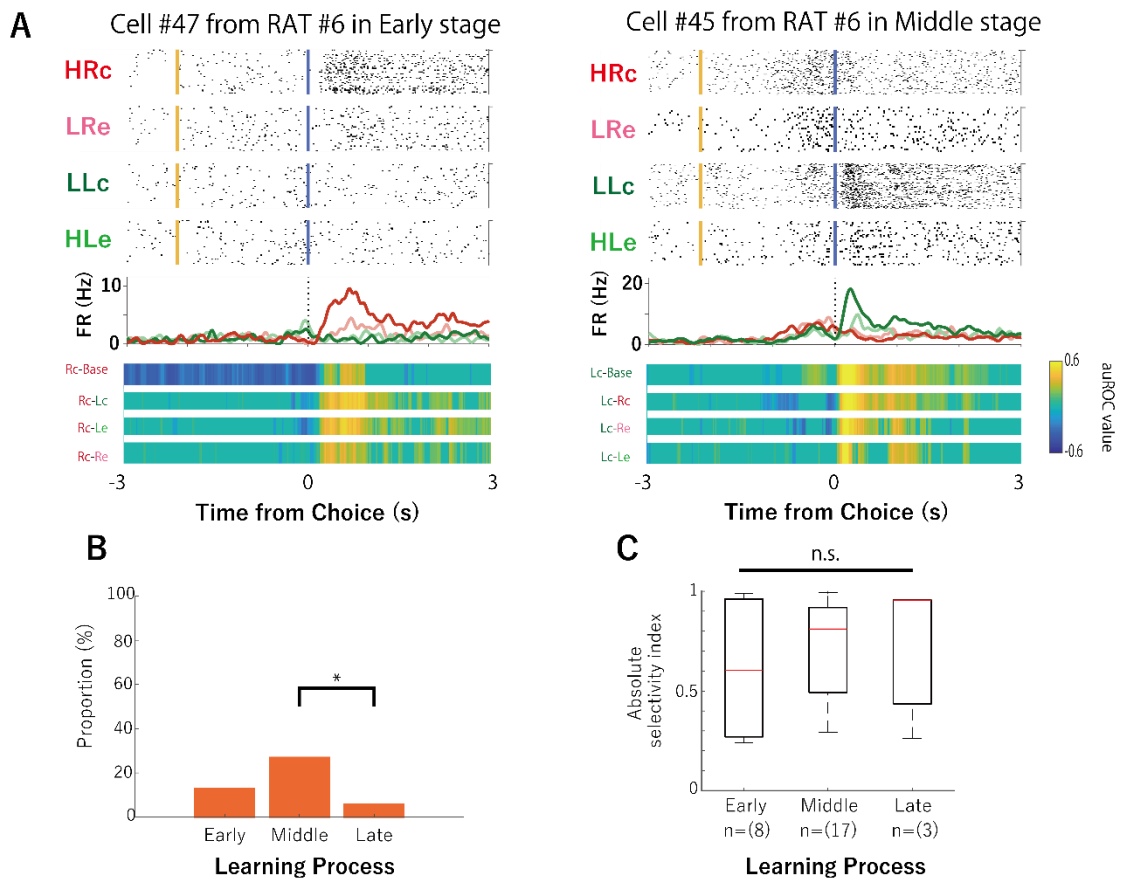 A
Cell #47 from RAT #6 in Early stage
HRc
LRe
LLc
HLe
FR (Hz)
10
0
Rc-Base
Rc-Lc
Rc-Le
Rc-Re
-3
0
3
Time from Choice (s)
Cell #45 from RAT #6 in Middle stage
HRc
LRe
LLc
HLe
FR (Hz)
20
0
Lc-Base
Lc-Rc
Lc-Re
Lc-Le
-3
0
3
Time from Choice (s)
0.6
-0.6
auROC value
B
Proportion (%)
100
80
60
40
20
0
*
Early
Middle
Late
Learning Process
C
n.s.
Absolute
selectivity index
1
0.5
0
Early
Middle
Late
n=(8)
n=(17)
n=(3)
Learning Process